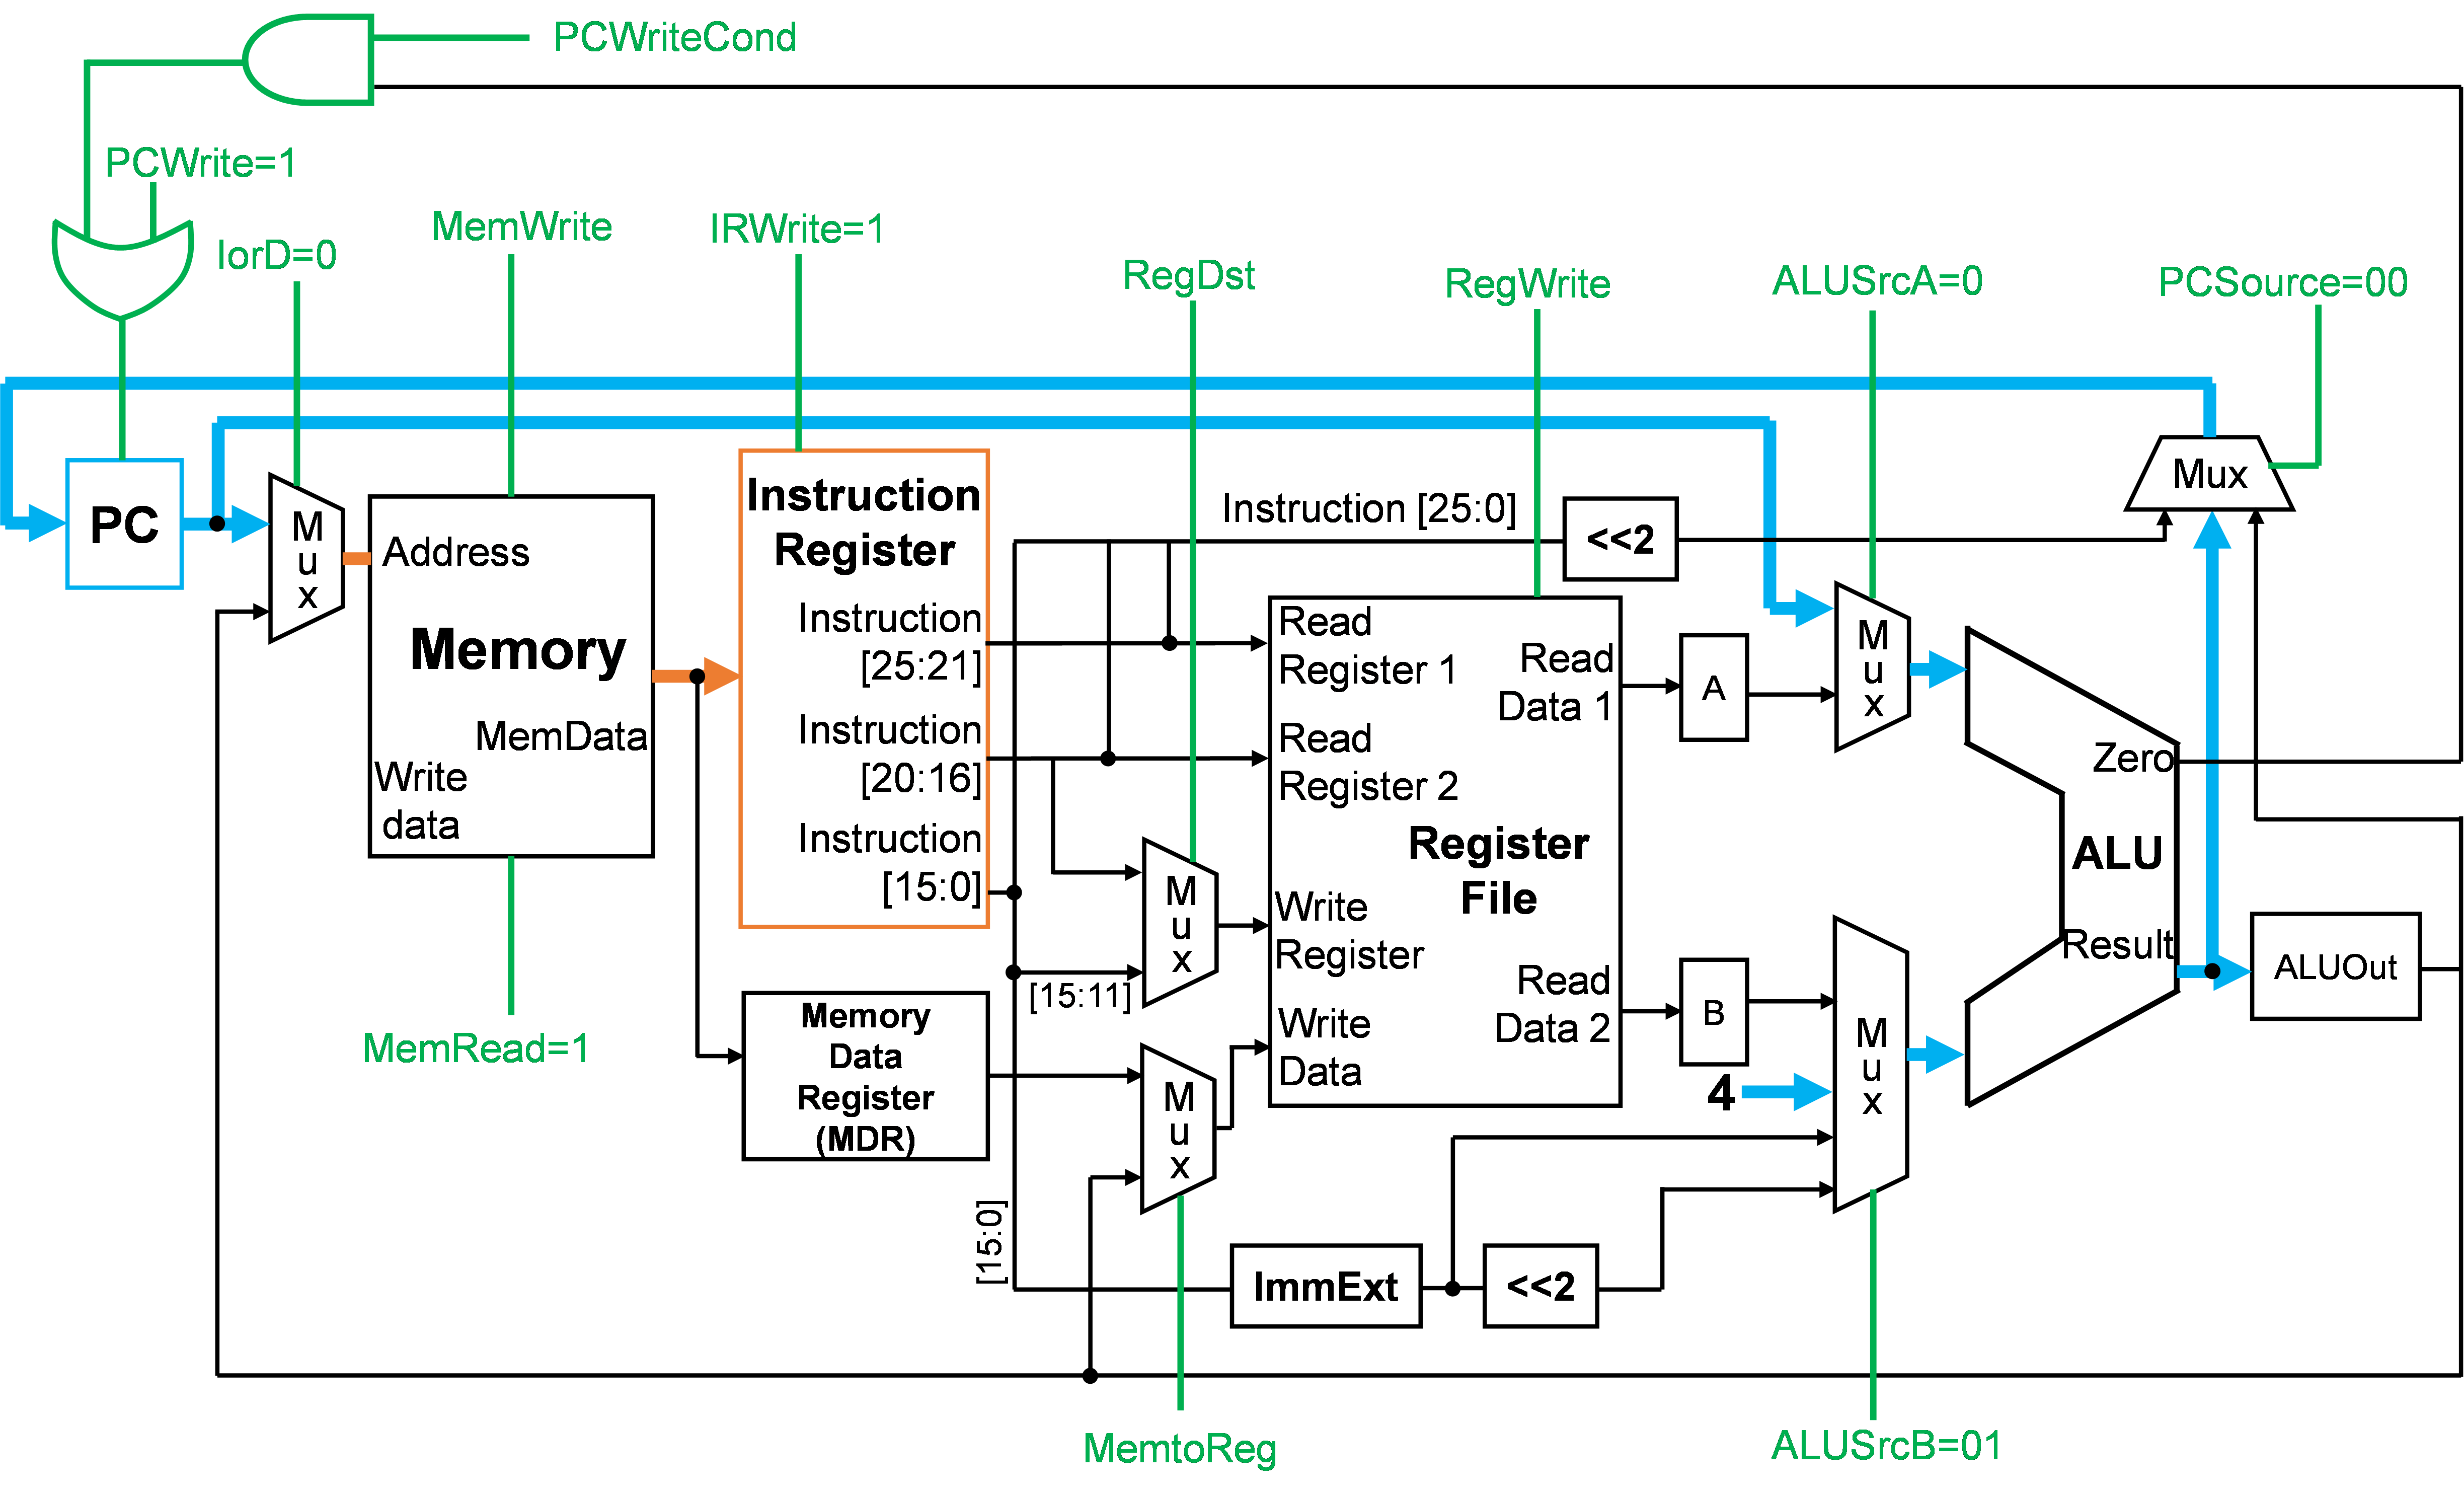 PCWriteCond
PCWrite=1
MemWrite
IRWrite=1
IorD=0
RegDst
RegWrite
ALUSrcA=0
PCSource=00
PC
M
u
x
Address
Memory
MemData
Write
data
MemRead=1
Instruction
Register
Instruction
[25:21]
Instruction
[20:16]
Instruction
[15:0]
Memory
Data
Register
(MDR)
Instruction [25:0]
<<2
Mux
Read
Register 1
Read
Data 1
Read
Register 2
Register
File
Write
Register
Read
Data 2
Write
Data
M
u
x
[15:11]
M
u
x
[15:0]
MemtoReg
ImmExt
<<2
A
B
4
M
u
x
M
u
x
ALUSrcB=01
Zero
ALU
Result
ALUOut